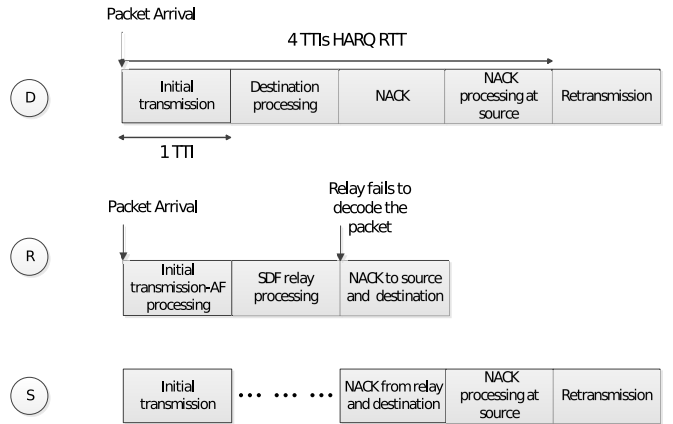 Packet Arrival
4 TTIs HARQ RTT
D
Initial
transmission
Destination
processing
NACK
NACK
processing at
source
Retransmission
1 TTI
Relay fails to
decode the
packet
Packet Arrival
R
Initial
transmission-AF
processing
SDF relay
processing
NACK to source
and destination
S
Initial
transmission
... ... ...
NACK from relay
and destination
NACK
processing at
source
Retransmission